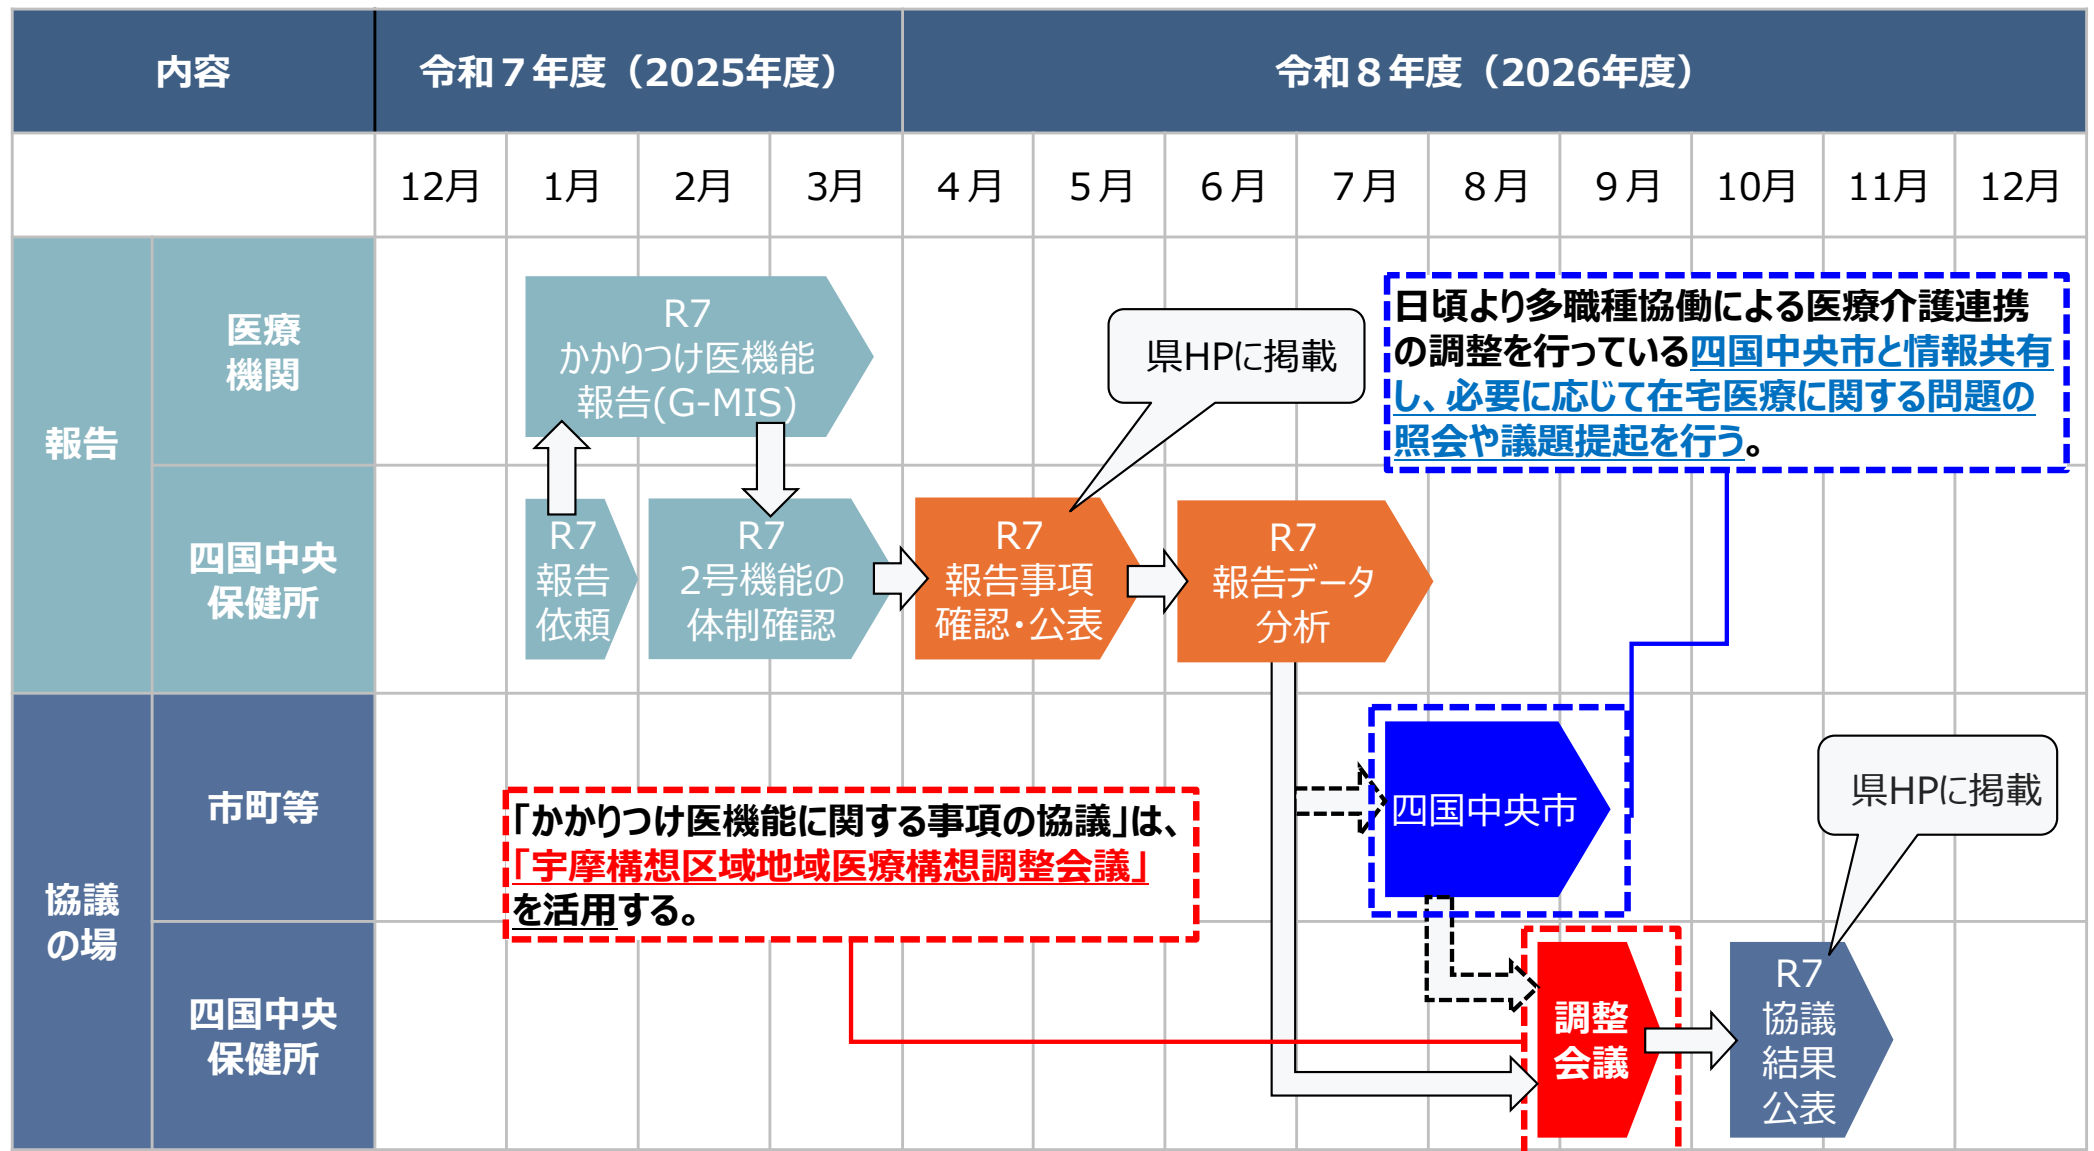 内容
令和７年度（2025年度）
令和８年度（2026年度）
12月
1月
2月
3月
４月
５月
６月
７月
８月
９月
10月
11月
12月
報告
医療
機関
R7
かかりつけ医機能
報告(G-MIS)
県HPに掲載
日頃より多職種協働による医療介護連携
の調整を行っている四国中央市と情報共有
し、必要に応じて在宅医療に関する問題の
照会や議題提起を行う。
四国中央
保健所
R7
報告
依頼
R7
2号機能の
体制確認
R7
報告事項
確認・公表
R7
報告データ
分析
協議
の場
市町等
「かかりつけ医機能に関する事項の協議」は、
「宇摩構想区域地域医療構想調整会議」
を活用する。
四国中央市
県HPに掲載
四国中央
保健所
調整
会議
R7
協議
結果
公表